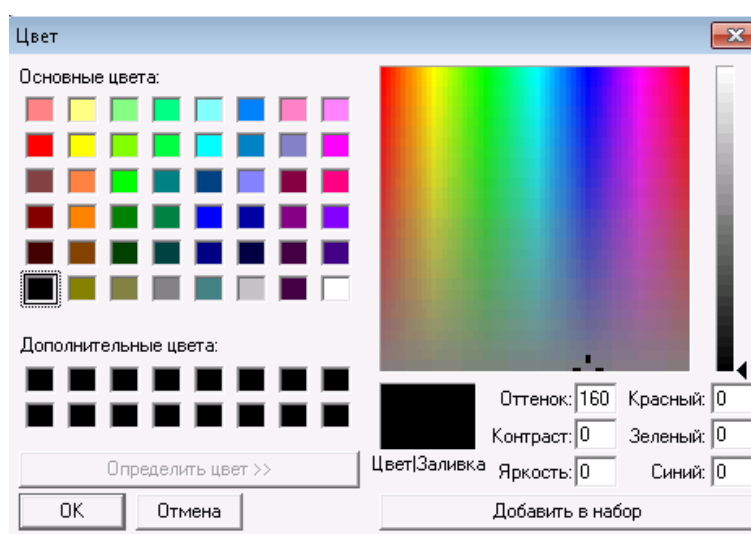 Цвет
Основные цвета:
Дополнительные цвета:
Определить цвет >>
OK Отмена
Цвет|Заливка
Оттенок: 160 Красный: 0
Контраст: 0 Зеленый: 0
Яркость: 0 Синий: 0
Добавить в набор